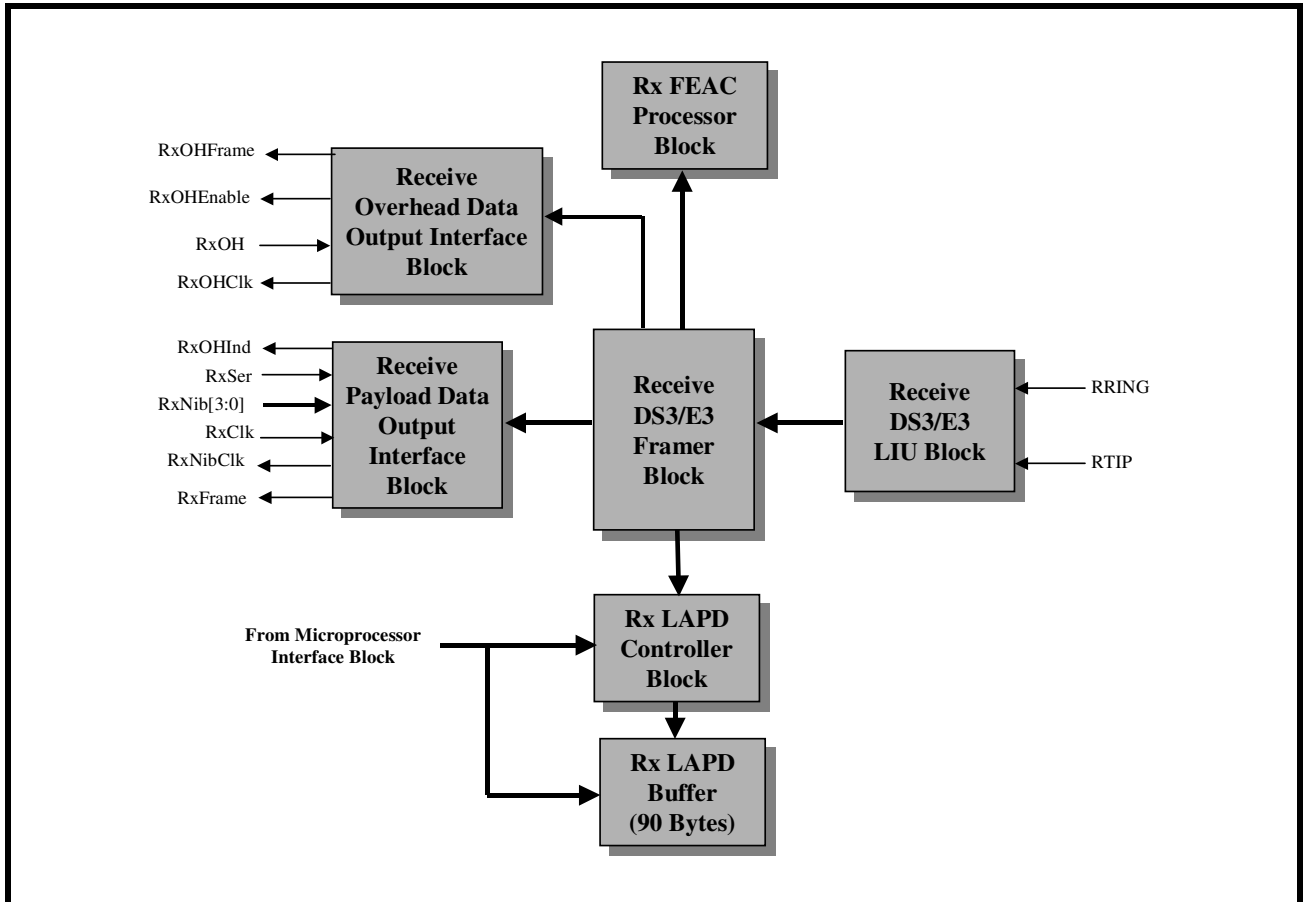 Rx FEAC
Processor
Block
RxOHFrame
RxOHEnable
RxOH
RxOHClk
Receive
Overhead Data
Output Interface
Block
RxOHInd
RxSer
RxNib[3:0]
RxClk
RxNibClk
RxFrame
Receive
Payload Data
Output
Interface
Block
Receive
DS3/E3
Framer
Block
Receive
DS3/E3
LIU Block
RRING
RTIP
From Microprocessor
Interface Block
Rx LAPD
Controller
Block
Rx LAPD
Buffer
(90 Bytes)